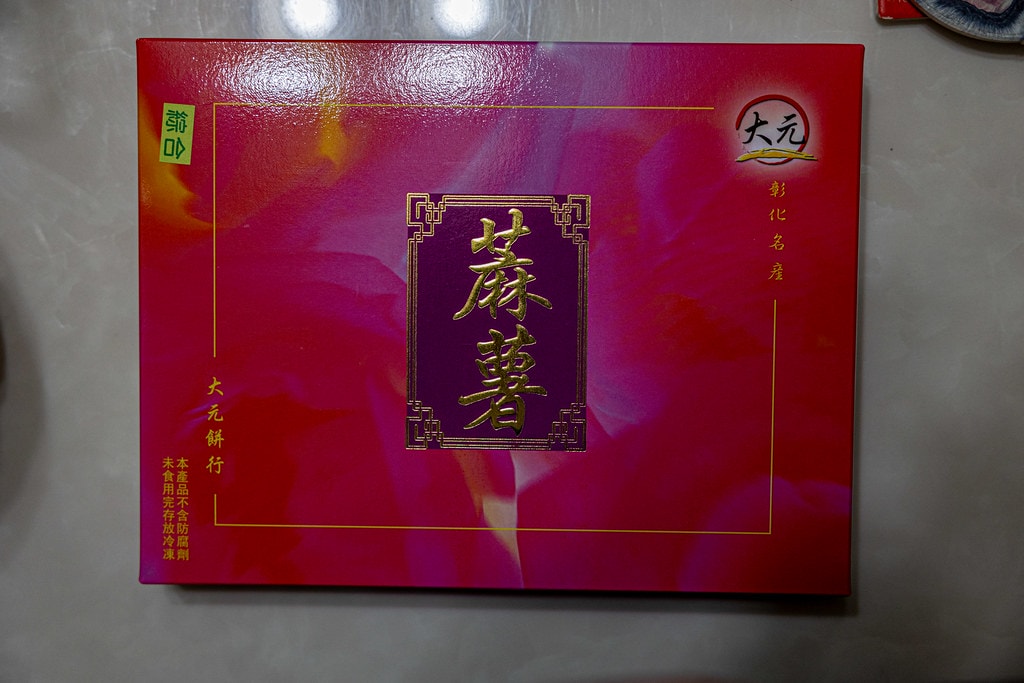 大元
彰化名產
蔴薯
綜合
大元餅行
本產品不含防腐劑
未食用完存放冷凍